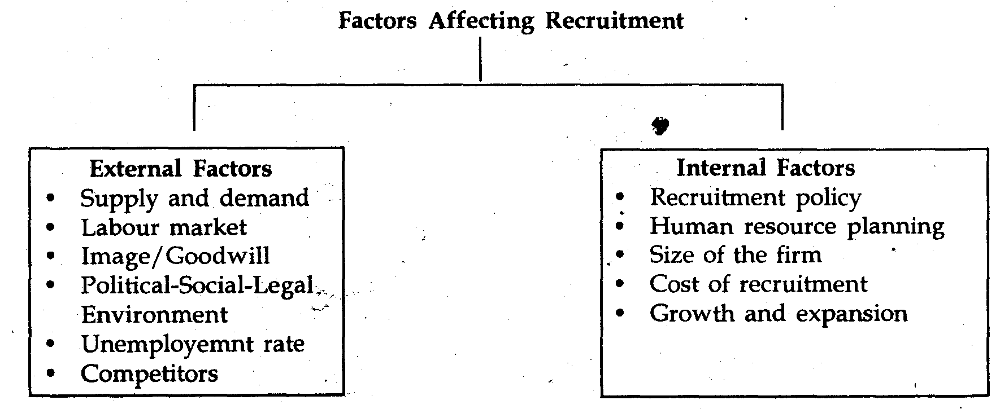 Factors Affecting Recruitment
External Factors
• Supply and demand
• Labour market
• Image/Goodwill
• Political-Social-Legal
Environment
• Unemployemnt rate
• Competitors
Internal Factors
• Recruitment policy
• Human resource planning
• Size of the firm
• Cost of recruitment
• Growth and expansion